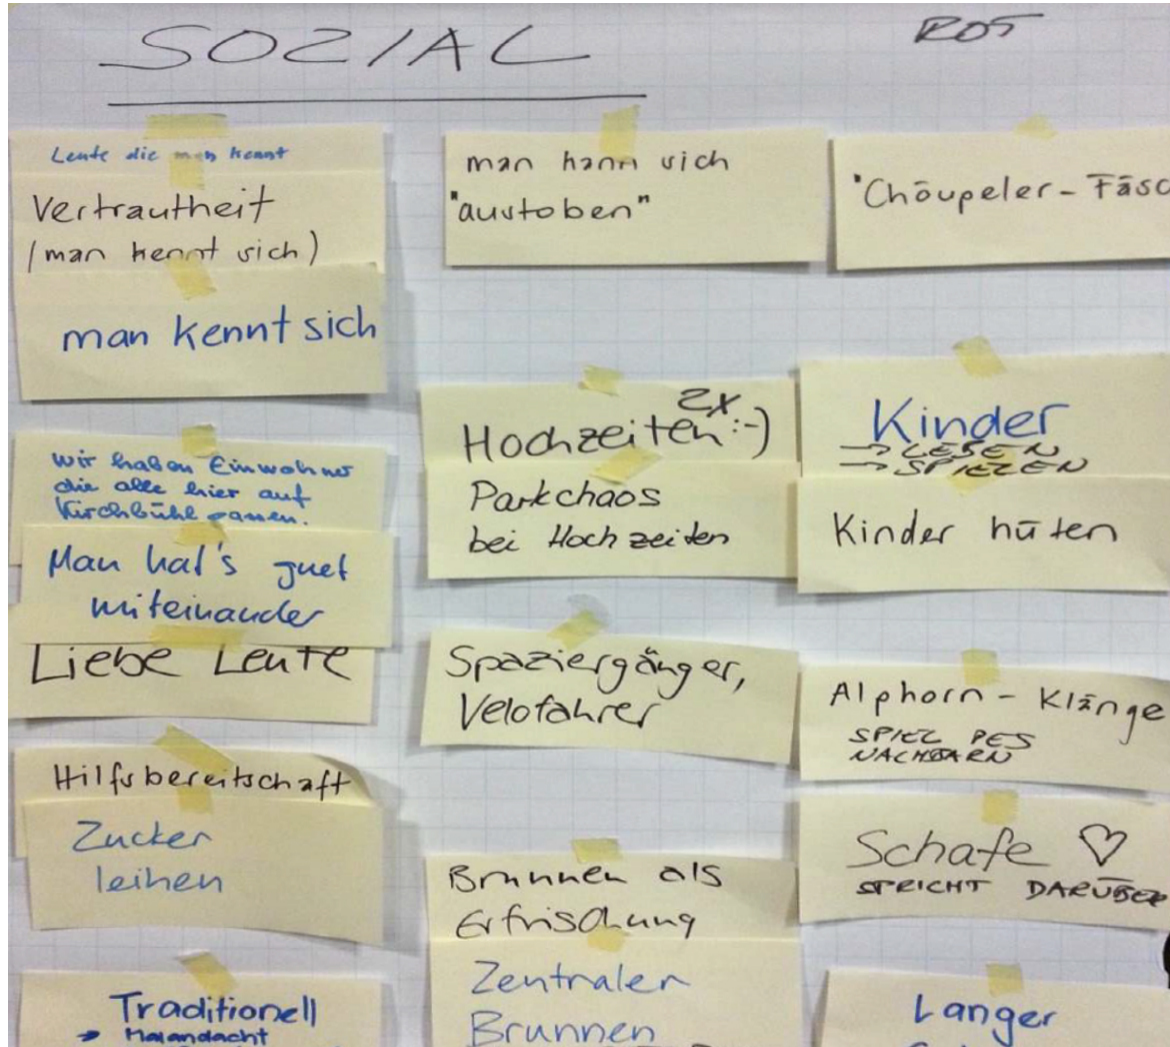 SOZIAL
ROT
Leute die man kennt
Vertrautheit
(man kennt sich)
man kennt sich
wir haben Einwohner
die alle hier auf
Kirchbühl passen.
Man hat's guet
miteinander
Liebe Leute
Hilfsbereitschaft
Zucker
leihen
Traditionell
→ Maiandacht
man kann sich
"austoben"
2x
Hochzeiten :-)
Parkchaos
bei Hochzeiten
Spaziergänger,
Velofahrer
Brunnen als
Erfrischung
Zentraler
Brunnen
"Chöupeler-Fäsc
Kinder
→ LESEN
→ SPIELEN
Kinder hüten
Alphorn-Klänge
SPIEL DES
NACHBARN
Schafe ♡
SPRICHT DARÜBER
Langer